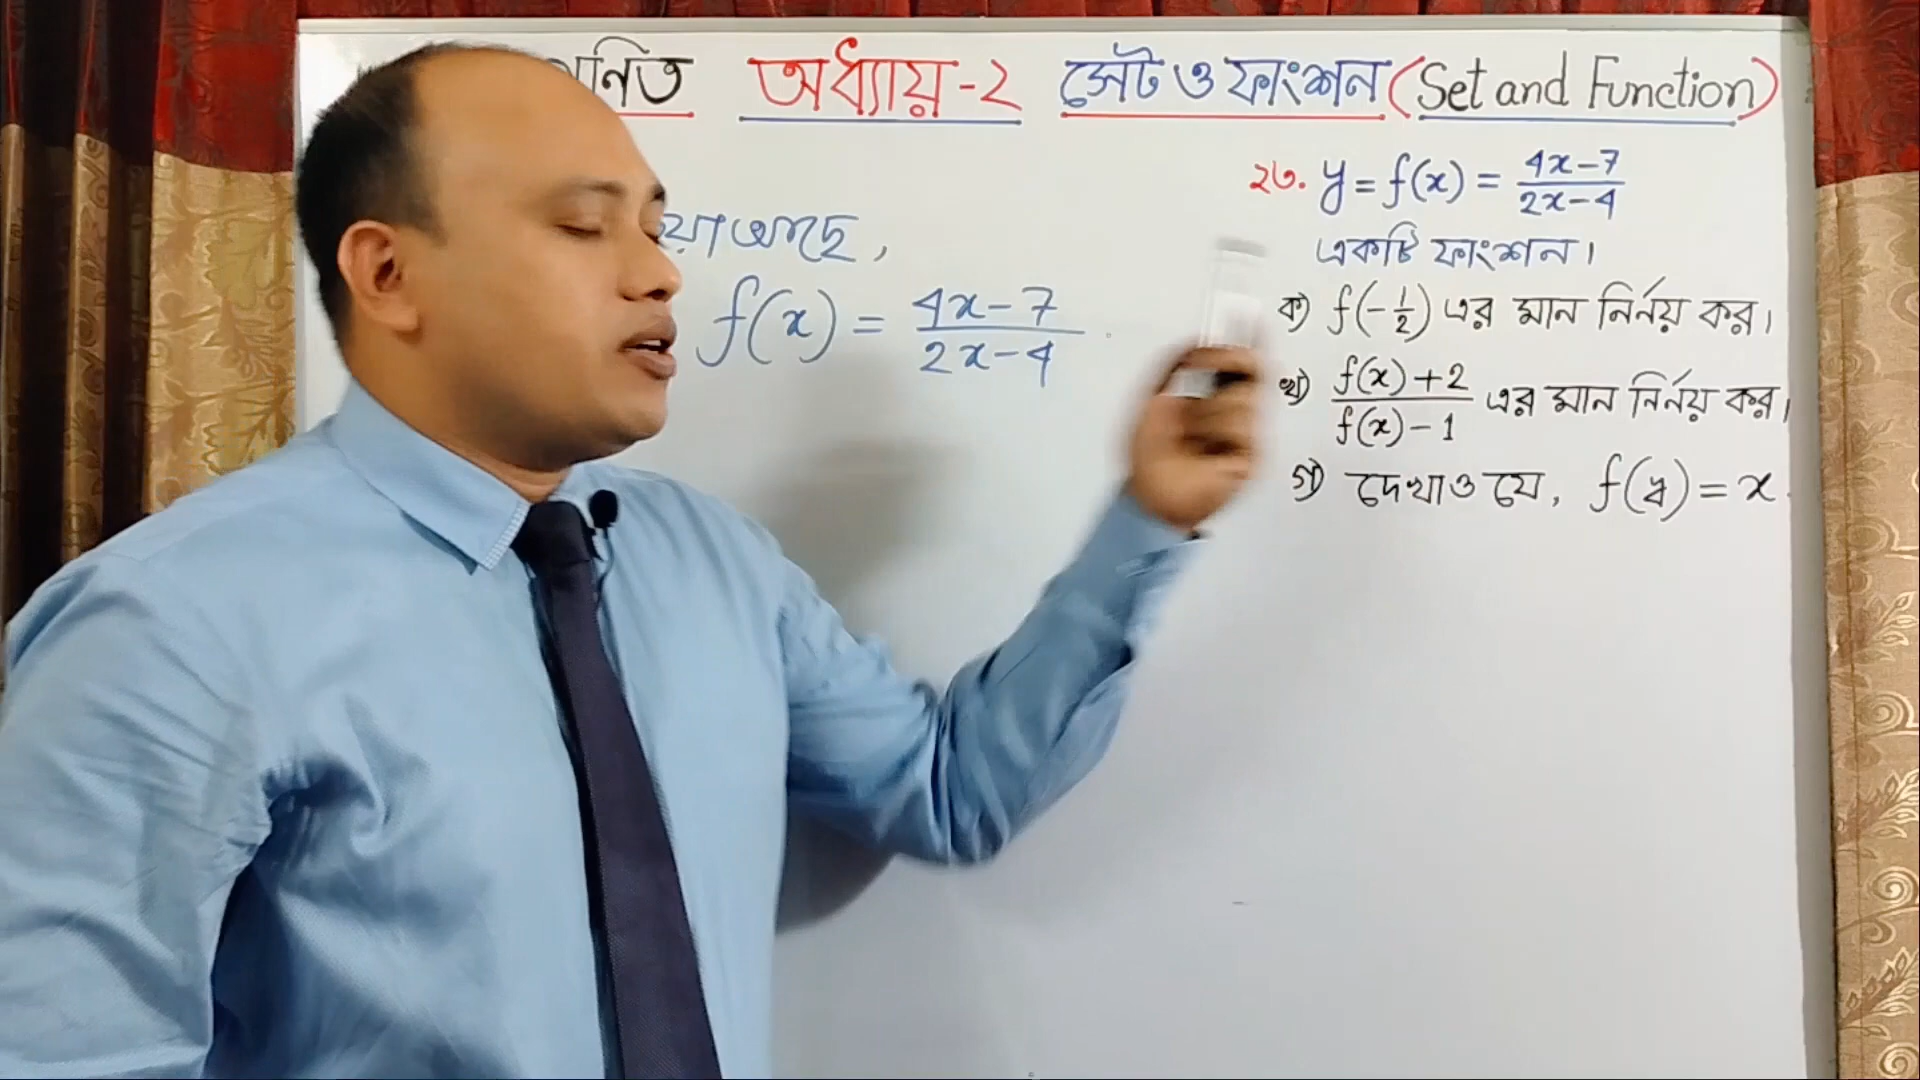 অধ্যায়-২ সেট ও ফাংশন (Set and Function)
আছে,
f(x) = (4x-7)/(2x-4)
২৩. y = f(x) = (4x-7)/(2x-4)
একটি ফাংশন।
ক) f(-1/2) এর মান নির্ণয় কর।
খ) (f(x)+2)/(f(x)-1) এর মান নির্ণয় কর।
গ) দেখাও যে, f(y) = x.